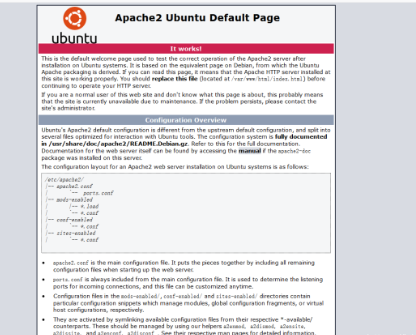 Apache2 Ubuntu Default Page
ubuntu
It works!
This is the default welcome page used to test the correct operation of the Apache2 server after
installation on Ubuntu systems. It is based on the equivalent page on Debian, from which the Ubuntu
Apache packaging is derived. If you can read this page, it means that the Apache HTTP server installed at
this site is working properly. You should replace this file (located at /var/www/html/index.html) before
continuing to operate your HTTP server.
If you are a normal user of this web site and don't know what this page is about, this probably means
that the site is currently unavailable due to maintenance. If the problem persists, please contact the
site's administrator.
Configuration Overview
Ubuntu's Apache2 default configuration is different from the upstream default configuration, and split into
several files optimized for interaction with Ubuntu tools. The configuration system is fully documented
in /usr/share/doc/apache2/README.Debian.gz. Refer to this for the full documentation.
Documentation for the web server itself can be found by accessing the manual if the apache2-doc
package was installed on this server.
The configuration layout for an Apache2 web server installation on Ubuntu systems is as follows:
/etc/apache2/
|-- apache2.conf
|       `--  ports.conf
|-- mods-enabled
|       |-- *.load
|       `-- *.conf
|-- conf-enabled
|       `-- *.conf
|-- sites-enabled
|       `-- *.conf
• apache2.conf is the main configuration file. It puts the pieces together by including all remaining
configuration files when starting up the web server.
• ports.conf is always included from the main configuration file. It is used to determine the listening
ports for incoming connections, and this file can be customized anytime.
• Configuration files in the mods-enabled/, conf-enabled/ and sites-enabled/ directories contain
particular configuration snippets which manage modules, global configuration fragments, or virtual
host configurations, respectively.
• They are activated by symlinking available configuration files from their respective *-available/
counterparts. These should be managed by using our helpers a2enmod, a2dismod, a2ensite,
a2dissite, and a2enconf, a2disconf . See their respective man pages for detailed information.